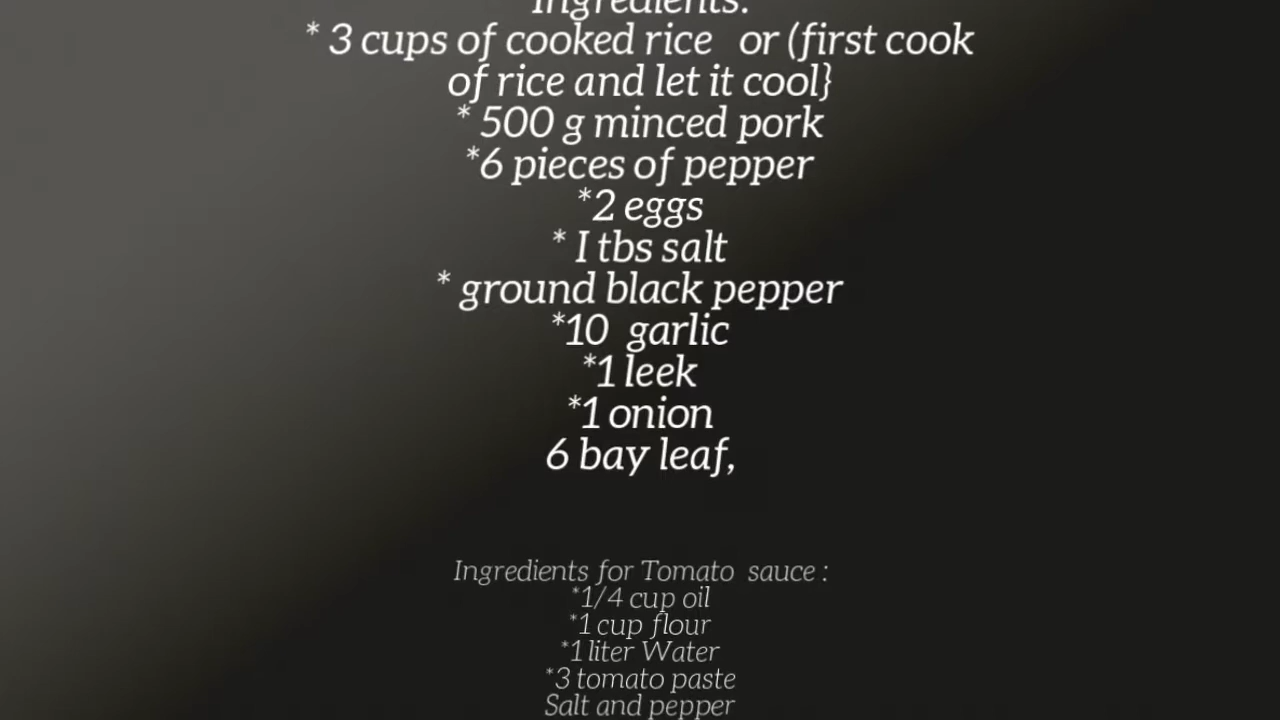 Ingredients:
* 3 cups of cooked rice or (first cook
of rice and let it cool}
* 500 g minced pork
*6 pieces of pepper
*2 eggs
* I tbs salt
* ground black pepper
*10 garlic
*1 leek
*1 onion
6 bay leaf,
Ingredients for Tomato sauce :
*1/4 cup oil
*1 cup flour
*1 liter Water
*3 tomato paste
Salt and pepper